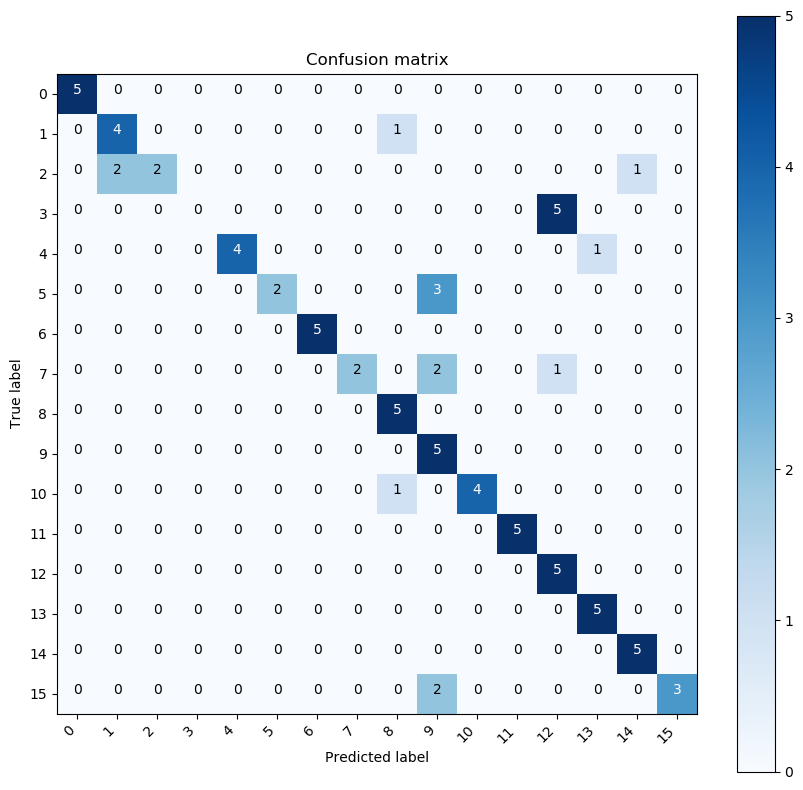 Confusion matrix
0 5 0 0 0 0 0 0 0 0 0 0 0 0 0 0 0
1 0 4 0 0 0 0 0 0 1 0 0 0 0 0 0 0
2 0 2 2 0 0 0 0 0 0 0 0 0 0 0 1 0
3 0 0 0 0 0 0 0 0 0 0 0 0 5 0 0 0
4 0 0 0 0 4 0 0 0 0 0 0 0 0 1 0 0
5 0 0 0 0 0 2 0 0 0 3 0 0 0 0 0 0
6 0 0 0 0 0 0 5 0 0 0 0 0 0 0 0 0
7 0 0 0 0 0 0 0 2 0 2 0 0 1 0 0 0
8 0 0 0 0 0 0 0 0 5 0 0 0 0 0 0 0
9 0 0 0 0 0 0 0 0 0 5 0 0 0 0 0 0
10 0 0 0 0 0 0 0 0 1 0 4 0 0 0 0 0
11 0 0 0 0 0 0 0 0 0 0 0 5 0 0 0 0
12 0 0 0 0 0 0 0 0 0 0 0 0 5 0 0 0
13 0 0 0 0 0 0 0 0 0 0 0 0 0 5 0 0
14 0 0 0 0 0 0 0 0 0 0 0 0 0 0 5 0
15 0 0 0 0 0 0 0 0 0 2 0 0 0 0 0 3
0 1 2 3 4 5 6 7 8 9 10 11 12 13 14 15
Predicted label
True label
5
4
3
2
1
0